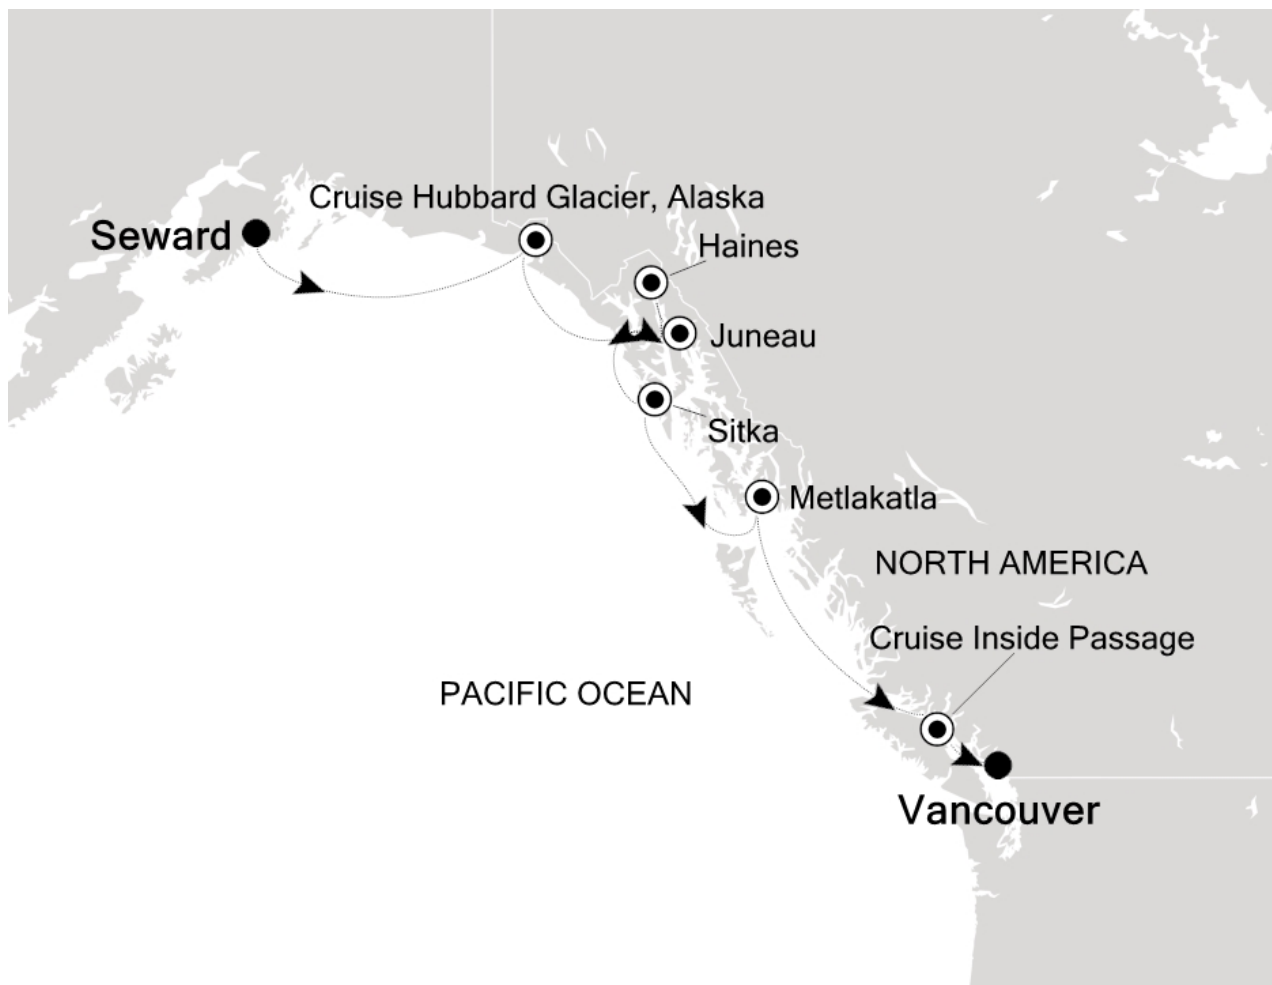 Cruise Hubbard Glacier, Alaska
Seward
Haines
Juneau
Sitka
Metlakatla
NORTH AMERICA
Cruise Inside Passage
PACIFIC OCEAN
Vancouver